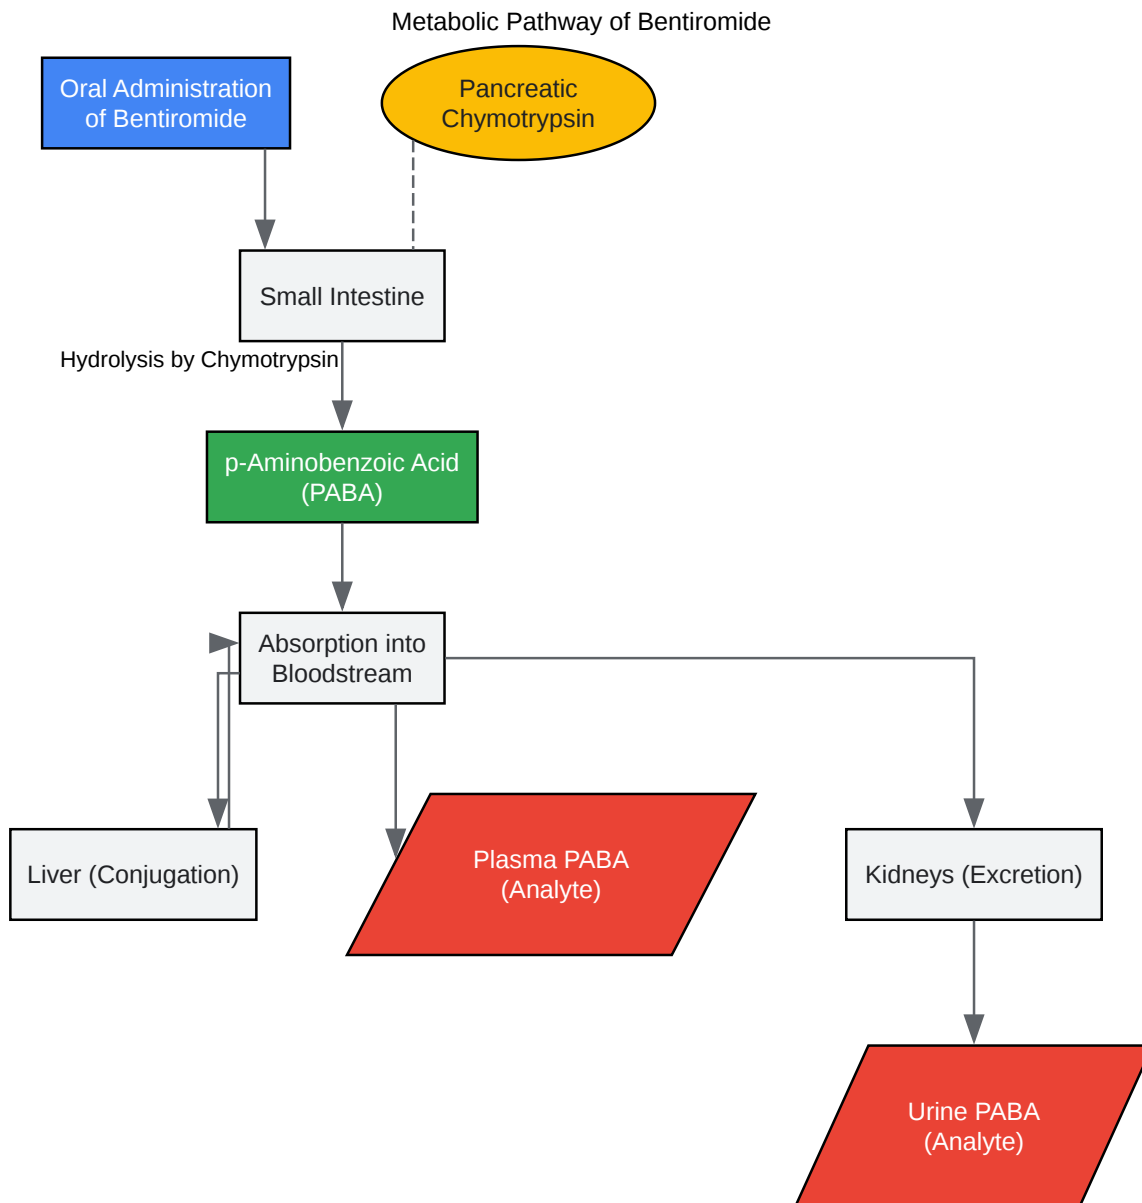 Metabolic Pathway of Bentiromide
Oral Administration
of Bentiromide
Pancreatic
Chymotrypsin
Small Intestine
Hydrolysis by Chymotrypsin
p-Aminobenzoic Acid
(PABA)
Absorption into
Bloodstream
Liver (Conjugation)
Plasma PABA
(Analyte)
Kidneys (Excretion)
Urine PABA
(Analyte)